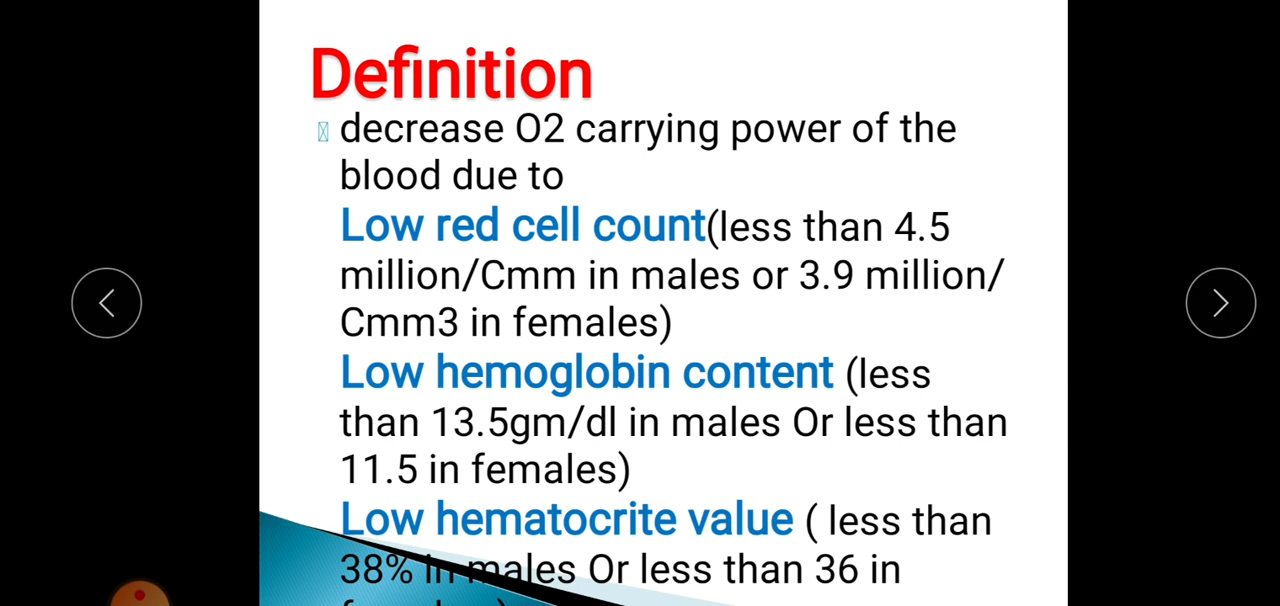 Definition
decrease O2 carrying power of the
blood due to
Low red cell count(less than 4.5
million/Cmm in males or 3.9 million/
Cmm3 in females)
Low hemoglobin content (less
than 13.5gm/dl in males Or less than
11.5 in females)
Low hematocrite value ( less than
38% in males Or less than 36 in